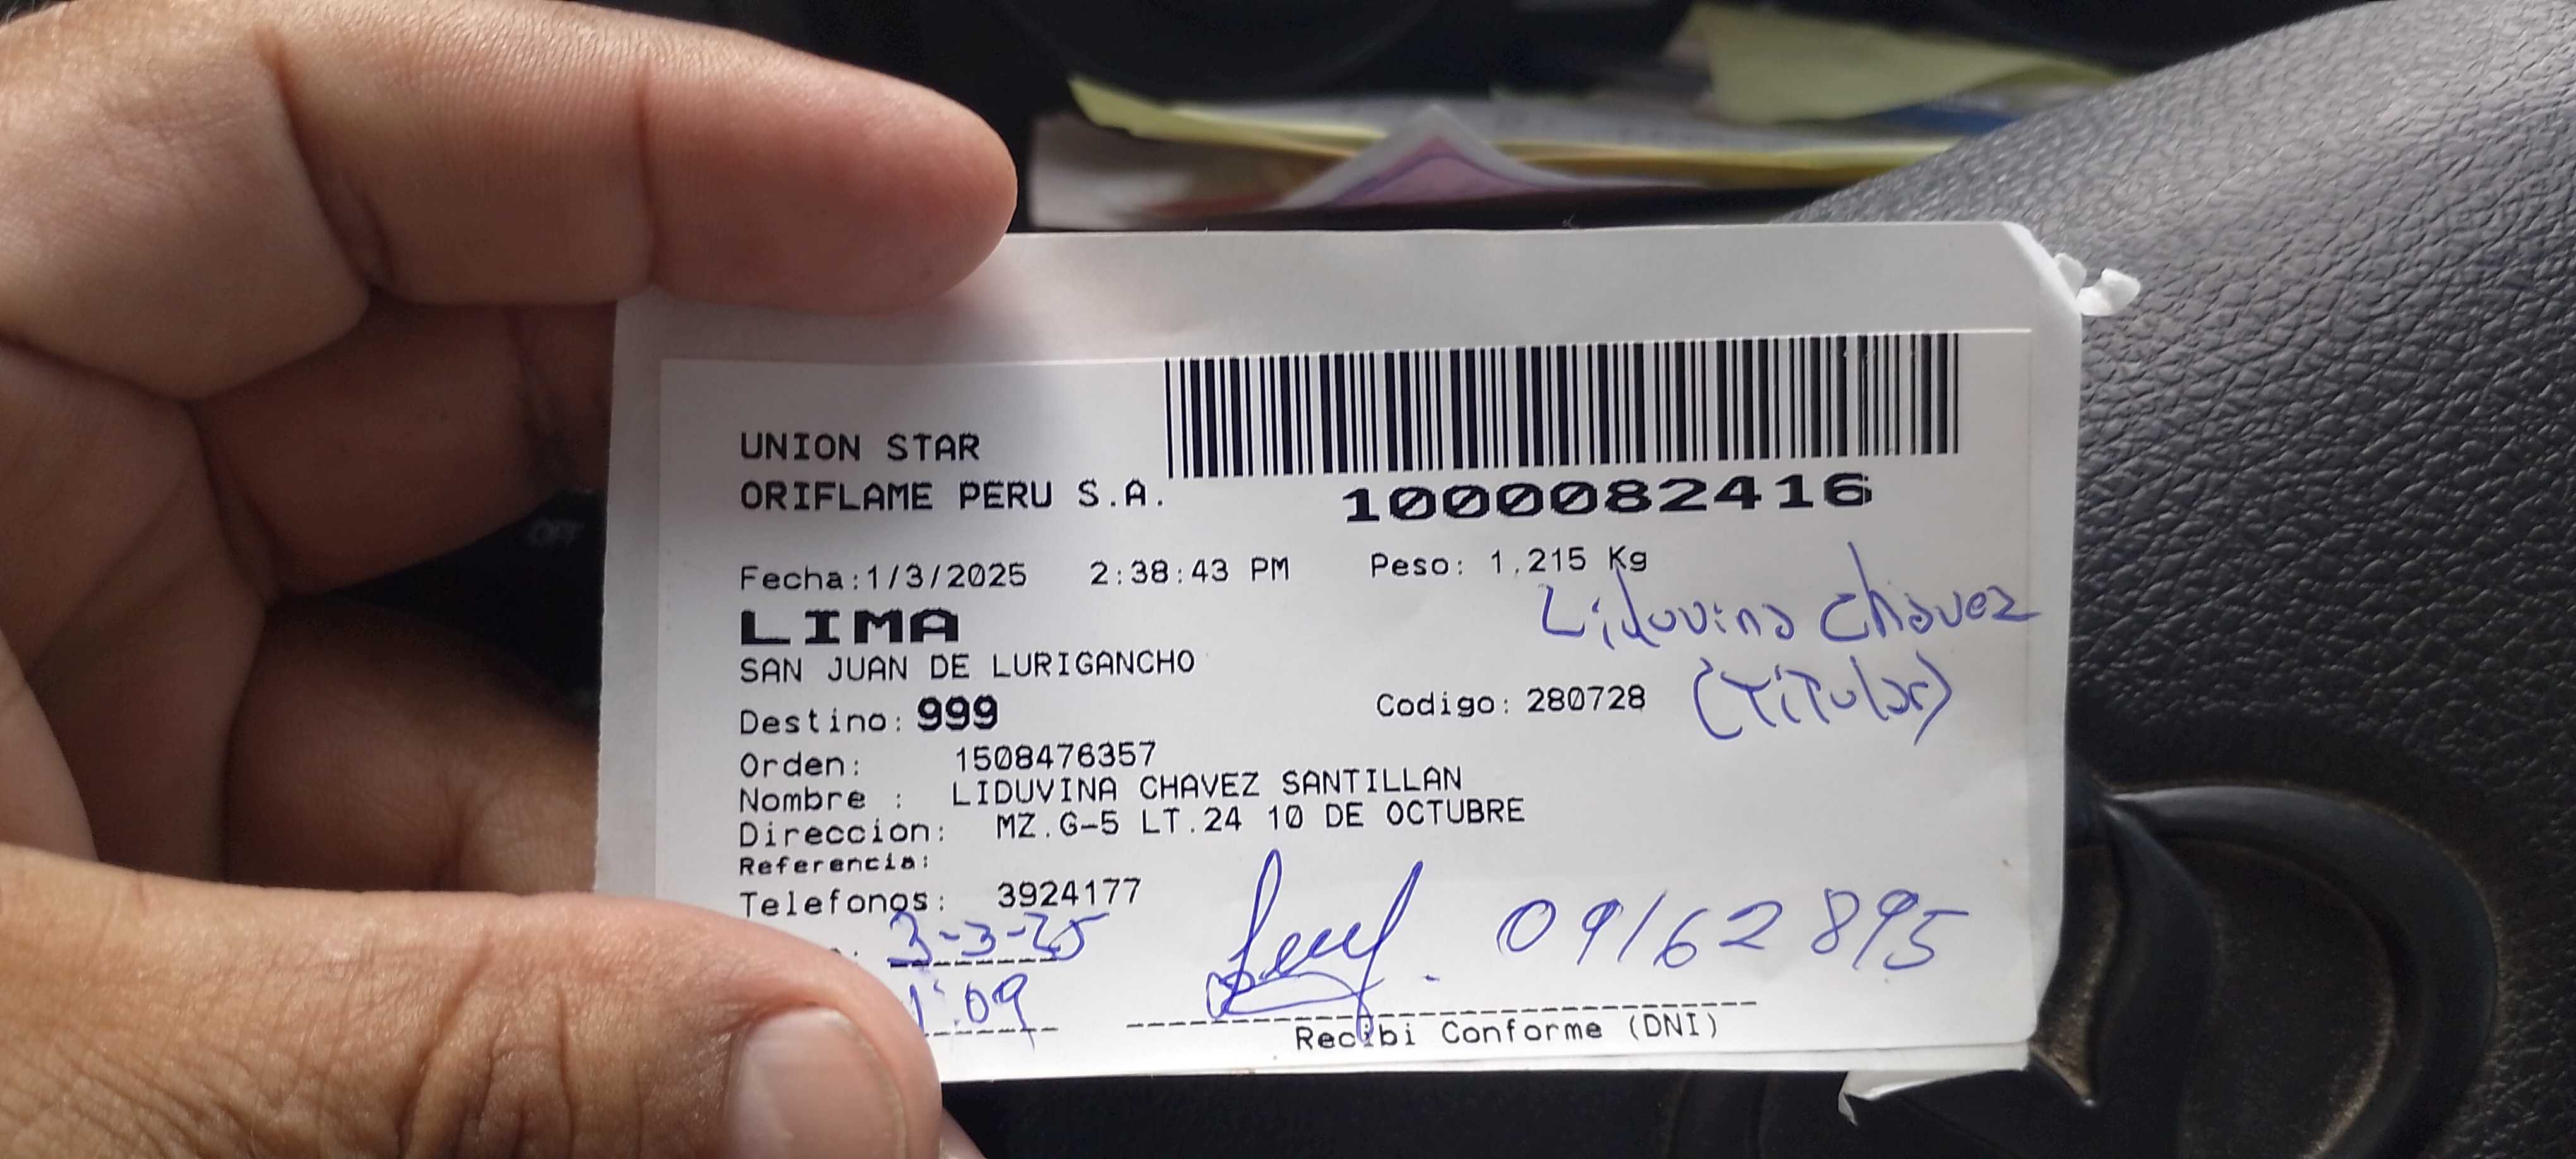 UNION STAR
ORIFLAME PERU S.A.
1000082416
Fecha:1/3/2025 2:38:43 PM Peso: 1,215 Kg
LIMA
Liduvina Chavez
SAN JUAN DE LURIGANCHO
(Titular)
Destino: 999 Codigo: 280728
Orden: 1508476357
Nombre : LIDUVINA CHAVEZ SANTILLAN
Direccion: MZ.G-5 LT.24 10 DE OCTUBRE
Referencia:
Telefonos: 3924177
3-3-25 09162895
1:09
Recibi Conforme (DNI)
OFF